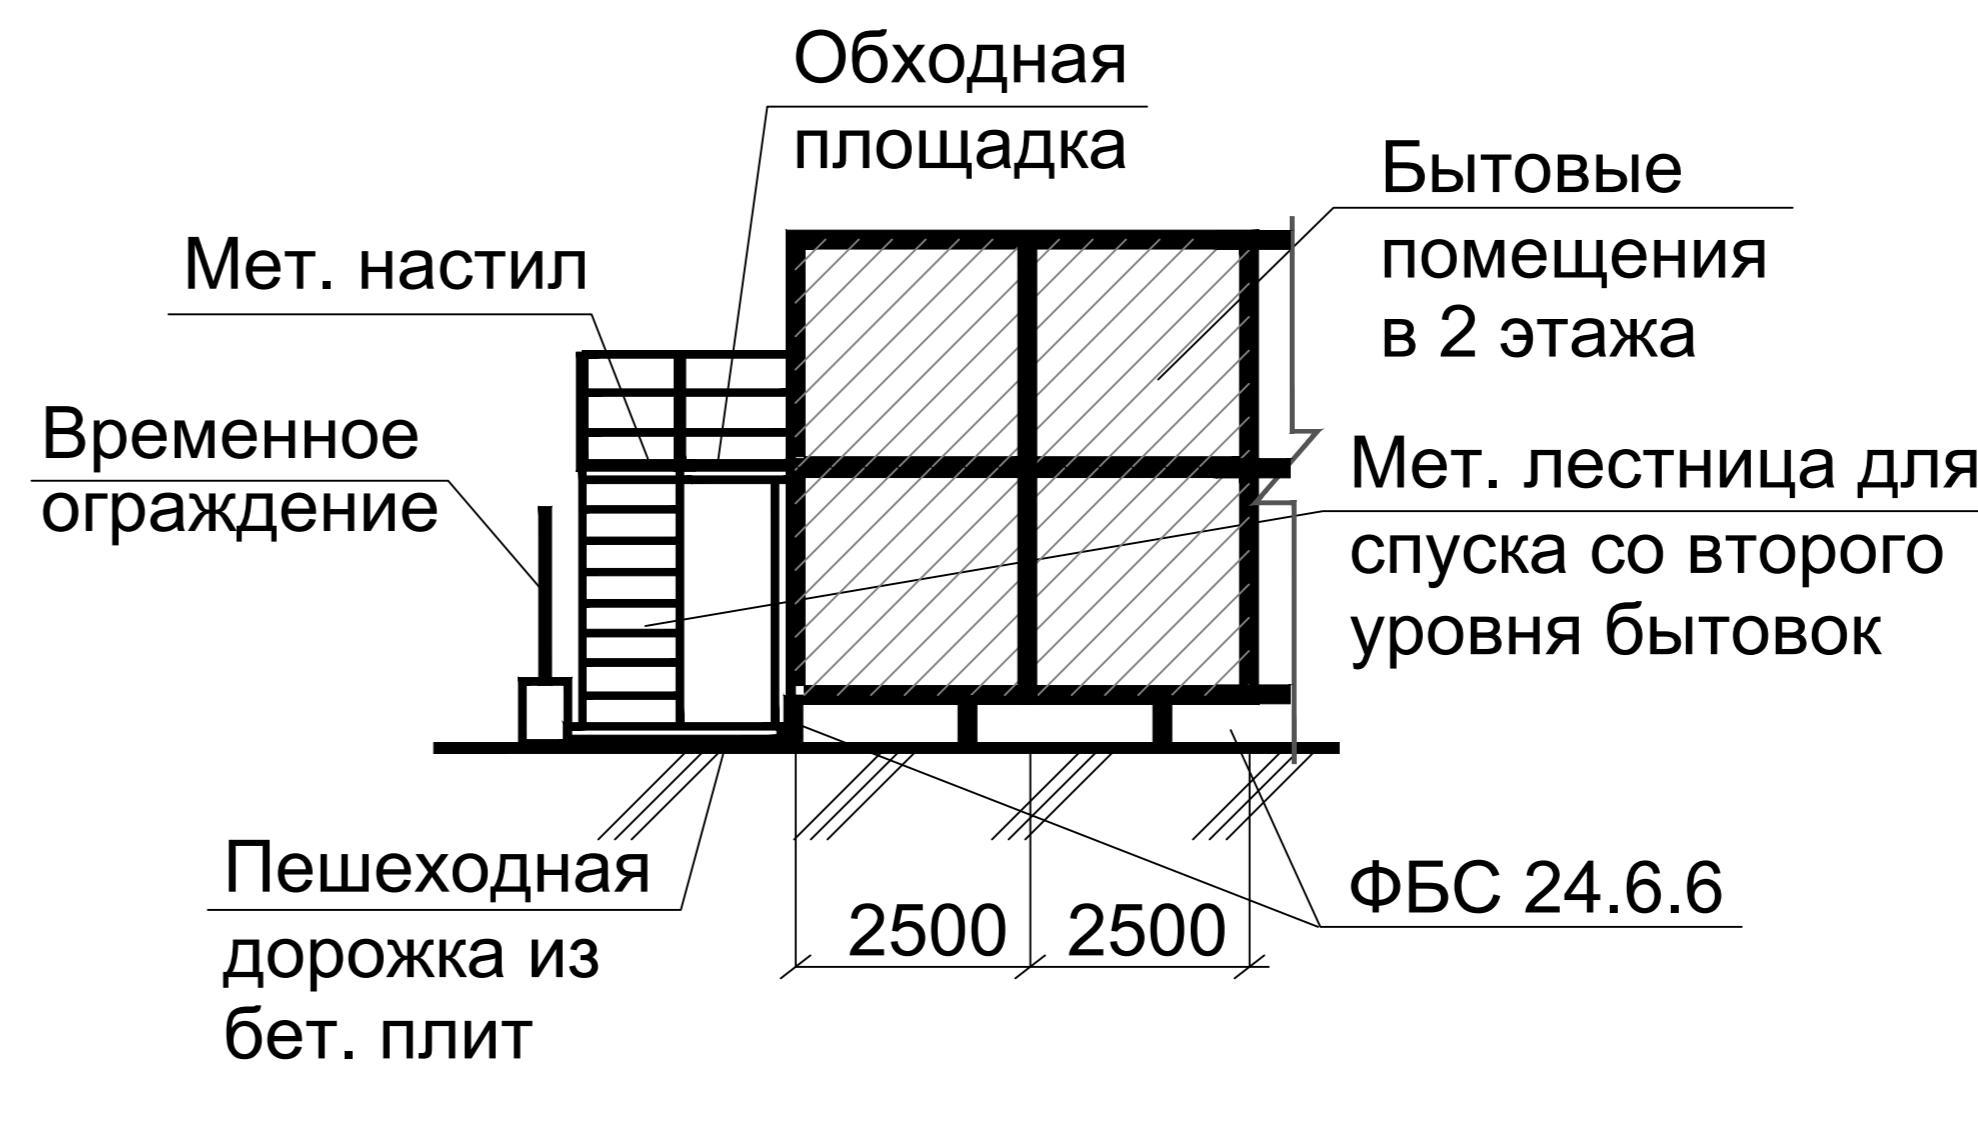 Обходная
площадка
Бытовые
помещения
в 2 этажа
Мет. настил
Временное
ограждение
Мет. лестница для
спуска со второго
уровня бытовок
Пешеходная
дорожка из
бет. плит
ФБС 24.6.6
2500 2500